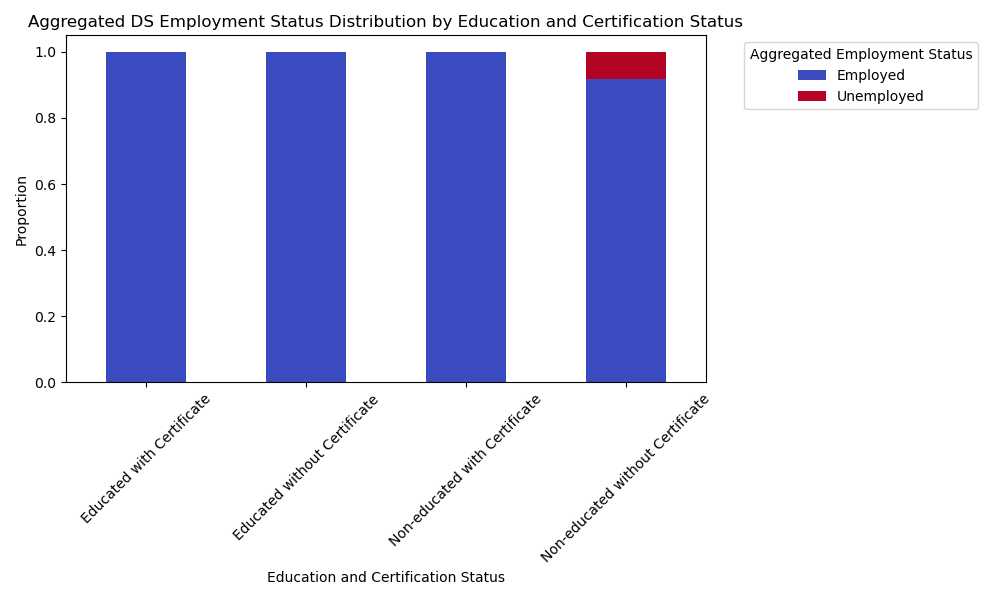 Aggregated DS Employment Status Distribution by Education and Certification Status
Aggregated Employment Status
Employed
Unemployed
Proportion
1.0
0.8
0.6
0.4
0.2
0.0
Educated with Certificate
Educated without Certificate
Non-educated with Certificate
Non-educated without Certificate
Education and Certification Status